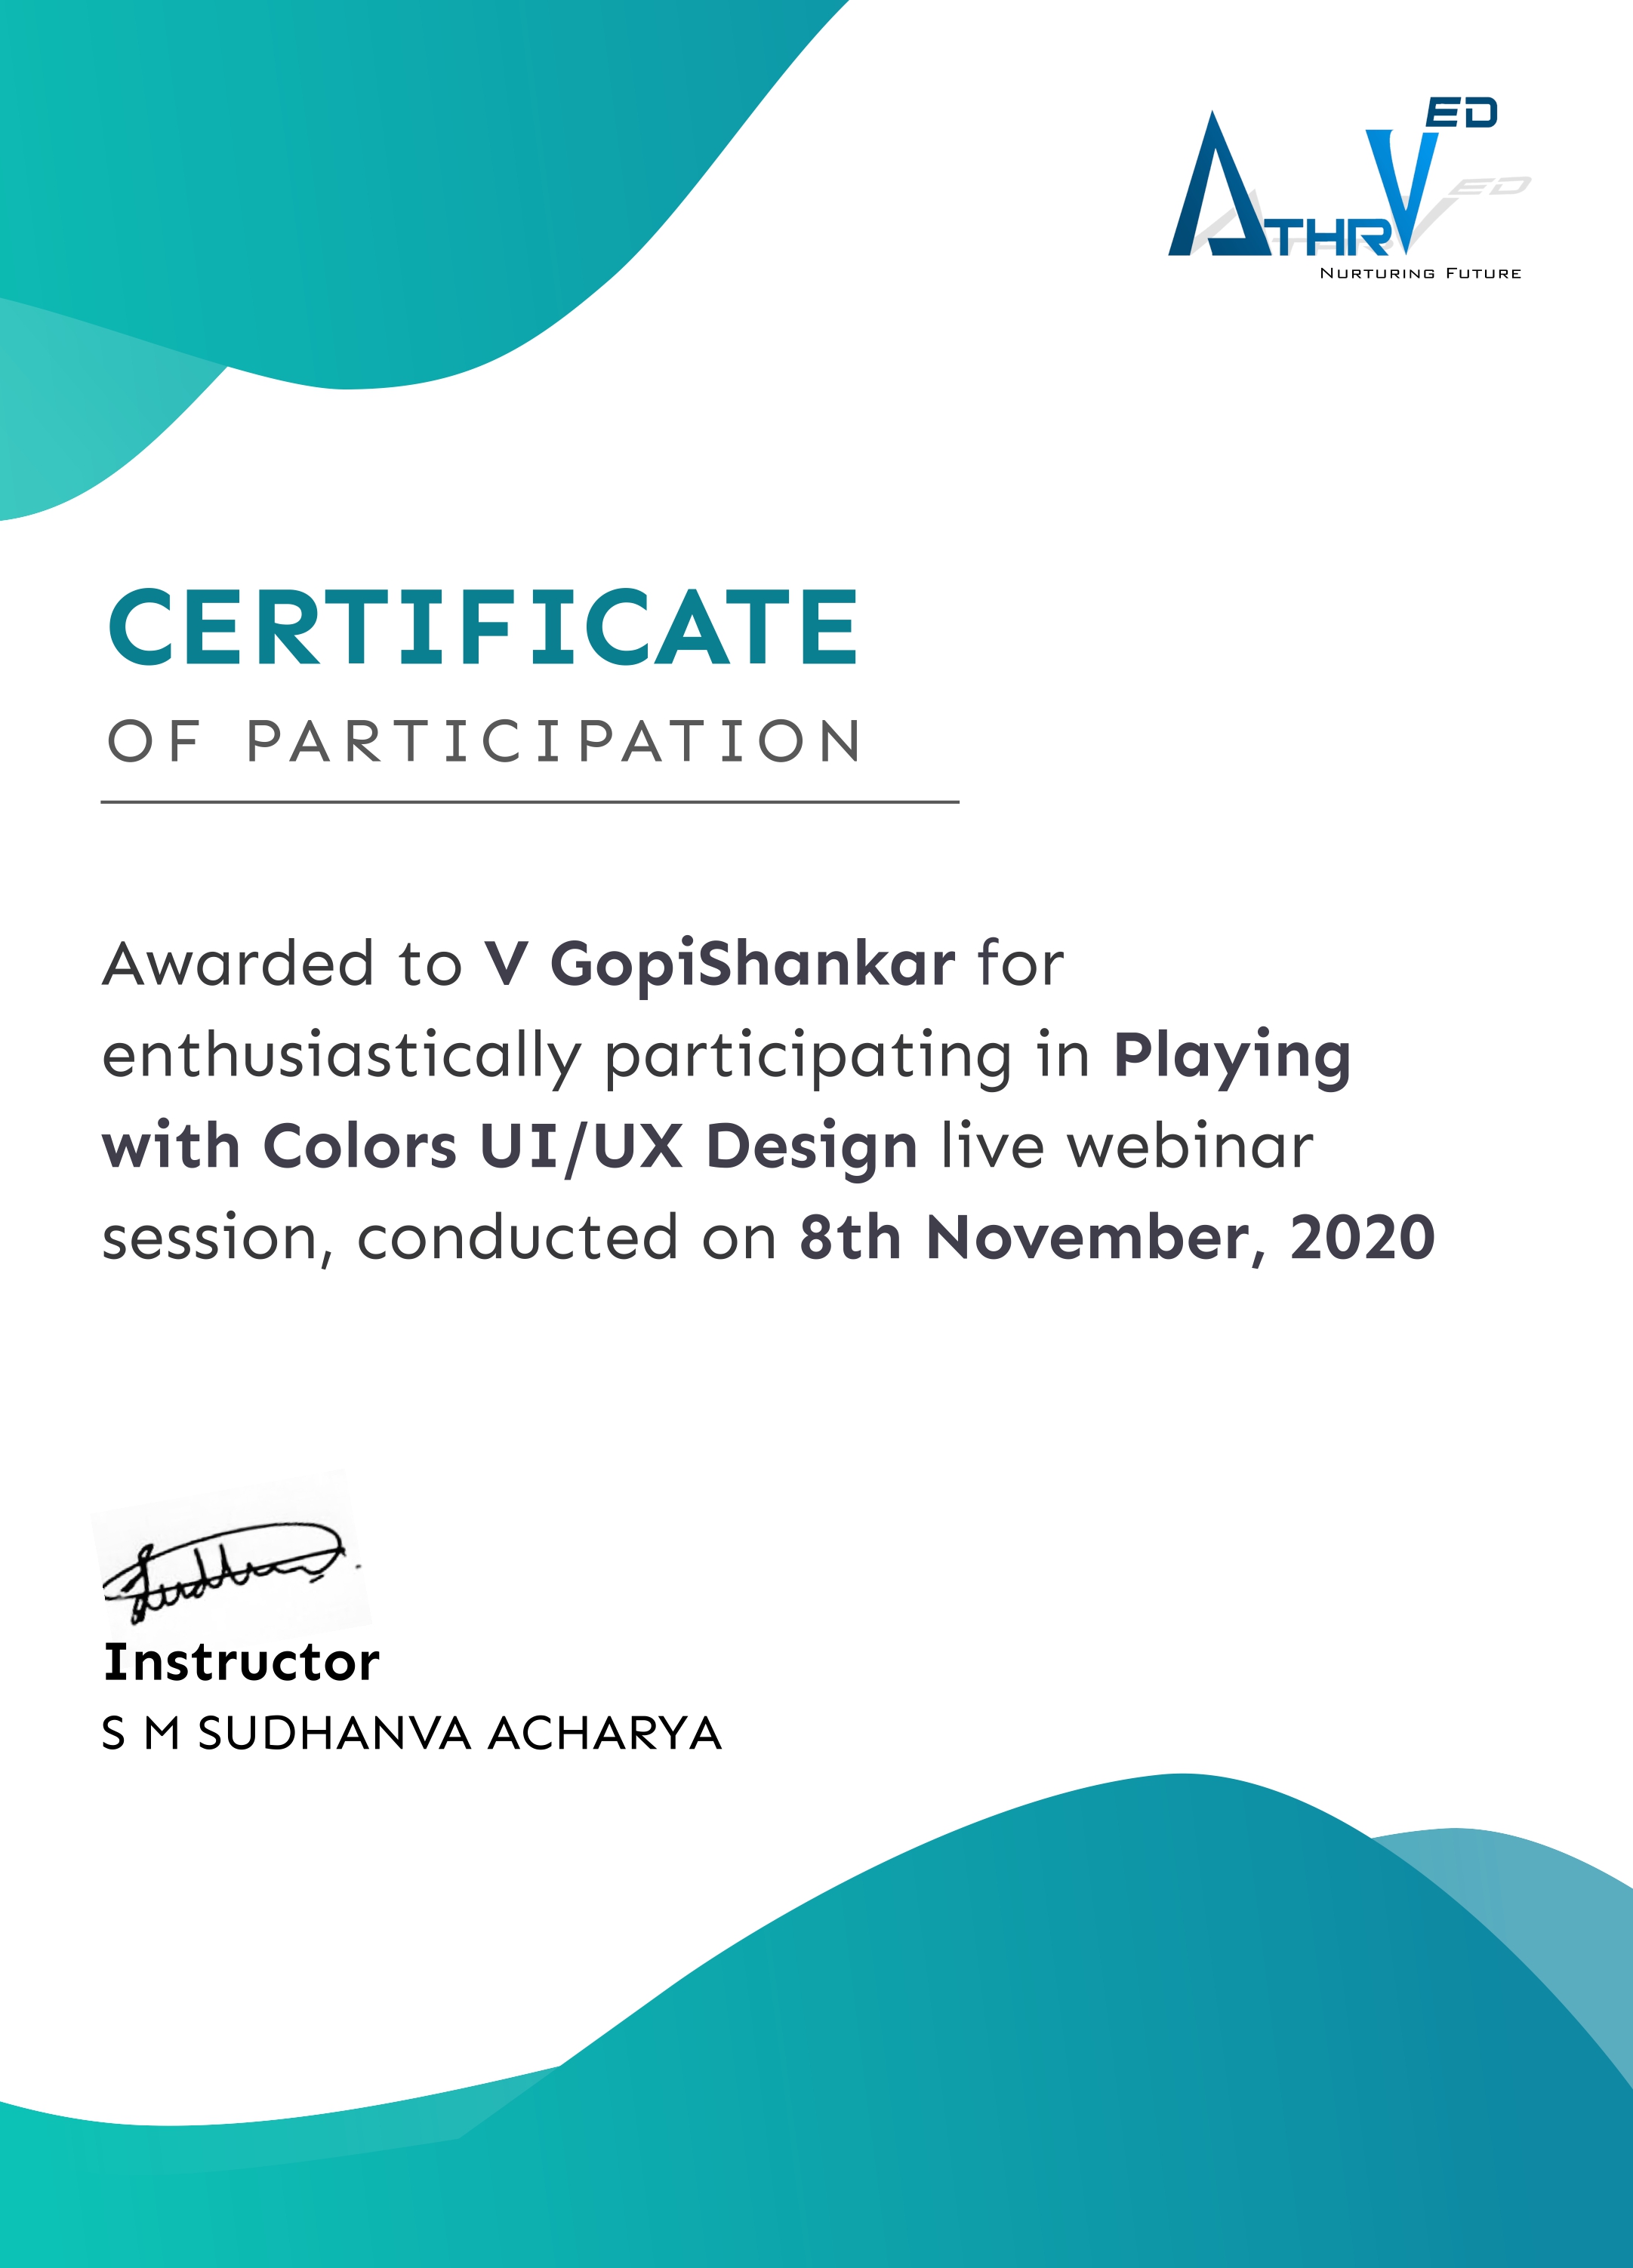 ATHRV ED
NURTURING FUTURE
CERTIFICATE
OF PARTICIPATION
Awarded to V GopiShankar for
enthusiastically participating in Playing
with Colors UI/UX Design live webinar
session, conducted on 8th November, 2020
Instructor
S M SUDHANVA ACHARYA